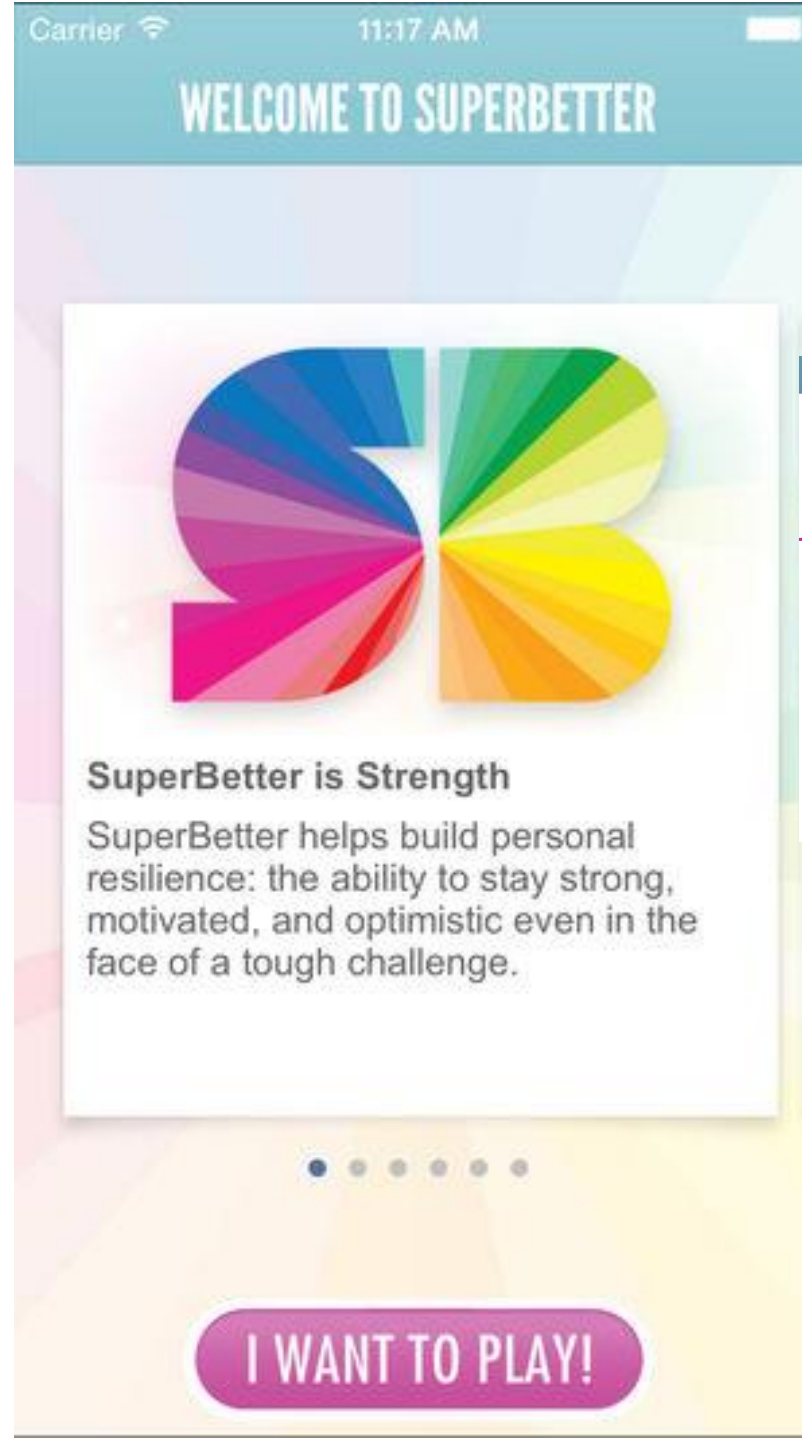 Carrier 11:17 AM
WELCOME TO SUPERBETTER
SB
SuperBetter is Strength
SuperBetter helps build personal
resilience: the ability to stay strong,
motivated, and optimistic even in the
face of a tough challenge.
I WANT TO PLAY!